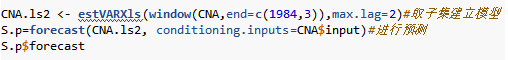 CNA.ls2 <- estVARXls(window(CNA,end=c(1984,3)),max.lag=2)#取子集建立模型
S.p=forecast(CNA.ls2, conditioning.inputs=CNA$input)#进行预测
S.p$forecast